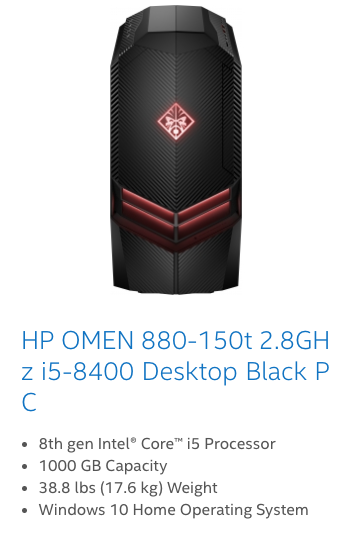 HP OMEN 880-150t 2.8GH
z i5-8400 Desktop Black P
C
• 8th gen Intel® Core™ i5 Processor
• 1000 GB Capacity
• 38.8 lbs (17.6 kg) Weight
• Windows 10 Home Operating System